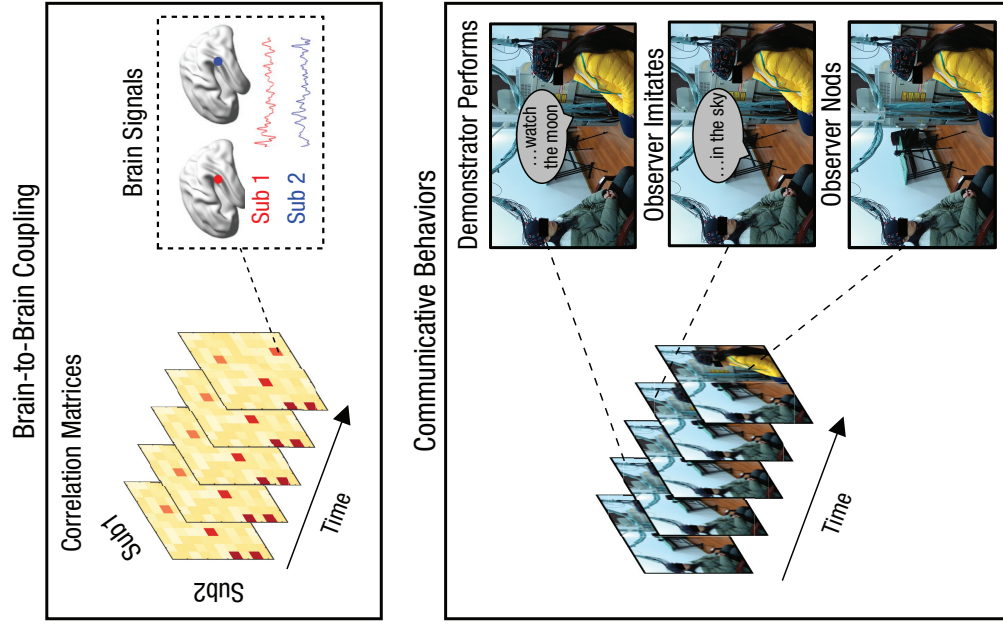 Brain-to-Brain Coupling
Correlation Matrices
Sub1
Sub2
Time
Brain Signals
Sub 1
Sub 2
Communicative Behaviors
Time
Demonstrator Performs
…watch
the moon
Observer Imitates
…in the sky
Observer Nods